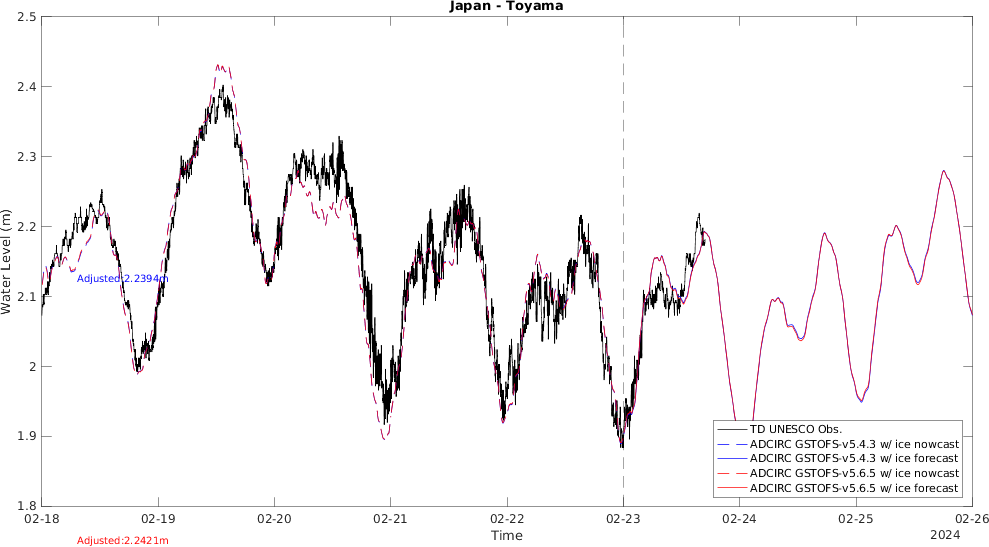 Japan - Toyama
2.5
2.4
2.3
2.2
2.1
2
1.9
1.8
Water Level (m)
Adjusted:2.2394m
TD UNESCO Obs.
ADCIRC GSTOFS-v5.4.3 w/ ice nowcast
ADCIRC GSTOFS-v5.4.3 w/ ice forecast
ADCIRC GSTOFS-v5.6.5 w/ ice nowcast
ADCIRC GSTOFS-v5.6.5 w/ ice forecast
02-18 02-19 02-20 02-21 02-22 02-23 02-24 02-25 02-26
Time
2024
Adjusted:2.2421m